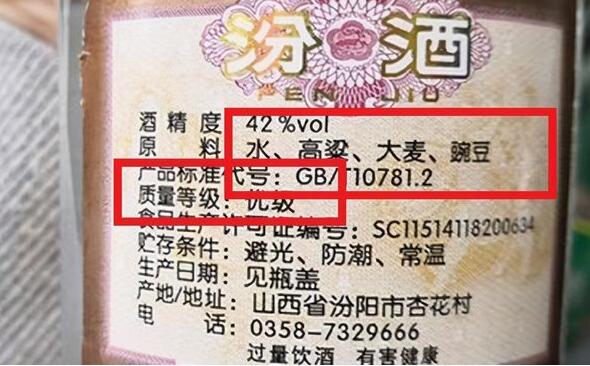 汾酒
FEN JIU
酒精度 42%vol
原料 水、高粱、大麦、豌豆
产品标准代号：GB/T10781.2
质量等级：优级
食品生产许可证编号：SC11514118200634
贮存条件：避光、防潮、常温
生产日期：见瓶盖
产地/地址：山西省汾阳市杏花村
电话：0358-7329666
过量饮酒 有害健康